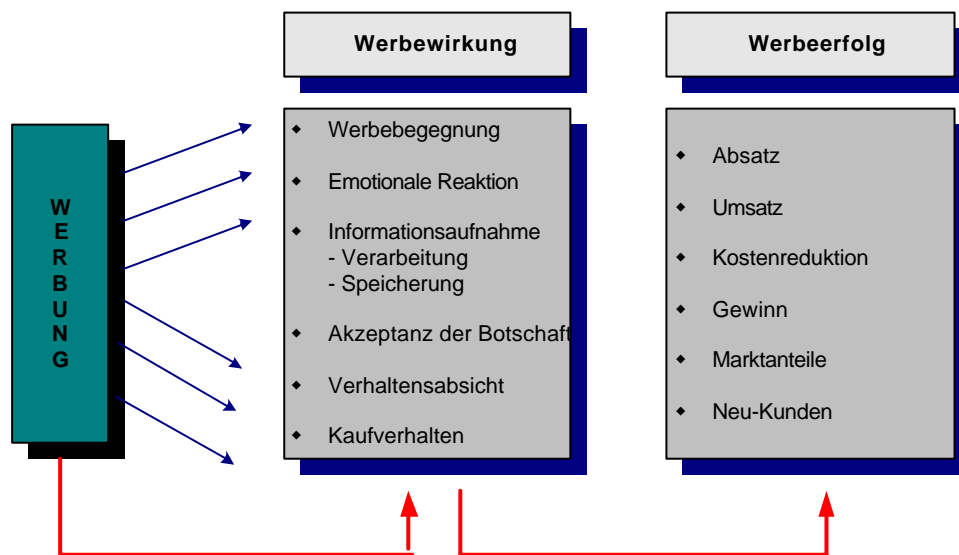 Werbewirkung
Werbeerfolg
WERBUNG
Werbebegegnung
Emotionale Reaktion
Informationsaufnahme
- Verarbeitung
- Speicherung
Akzeptanz der Botschaft
Verhaltensabsicht
Kaufverhalten
Absatz
Umsatz
Kostenreduktion
Gewinn
Marktanteile
Neu-Kunden